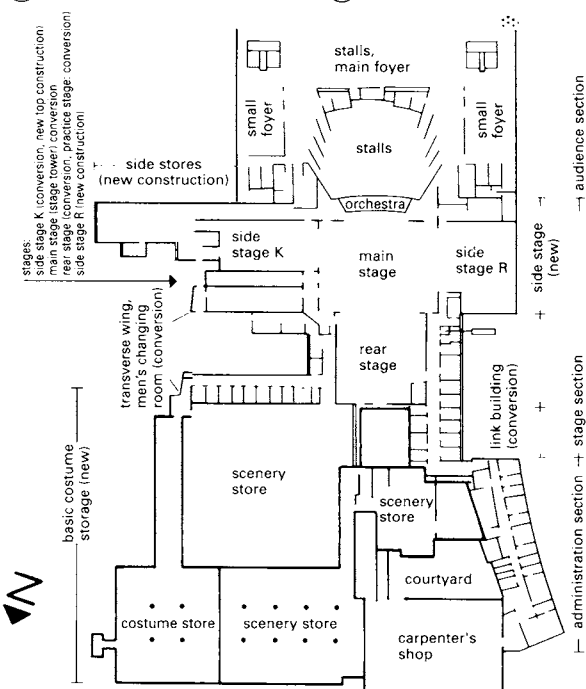 stalls,
main foyer
small
foyer
stalls
small
foyer
orchestra
side stores
(new construction)
stages:
side stage K (conversion, new top construction)
main stage (stage tower) conversion
rear stage (conversion, practice stage: conversion)
side stage R (new construction)
side
stage K
main
stage
side
stage R
side stage
(new)
audience section
transverse wing,
men's changing
room (conversion)
rear
stage
link building
(conversion)
stage section
basic costume
storage (new)
scenery
store
scenery
store
courtyard
administration section
costume store
scenery store
carpenter's
shop
N